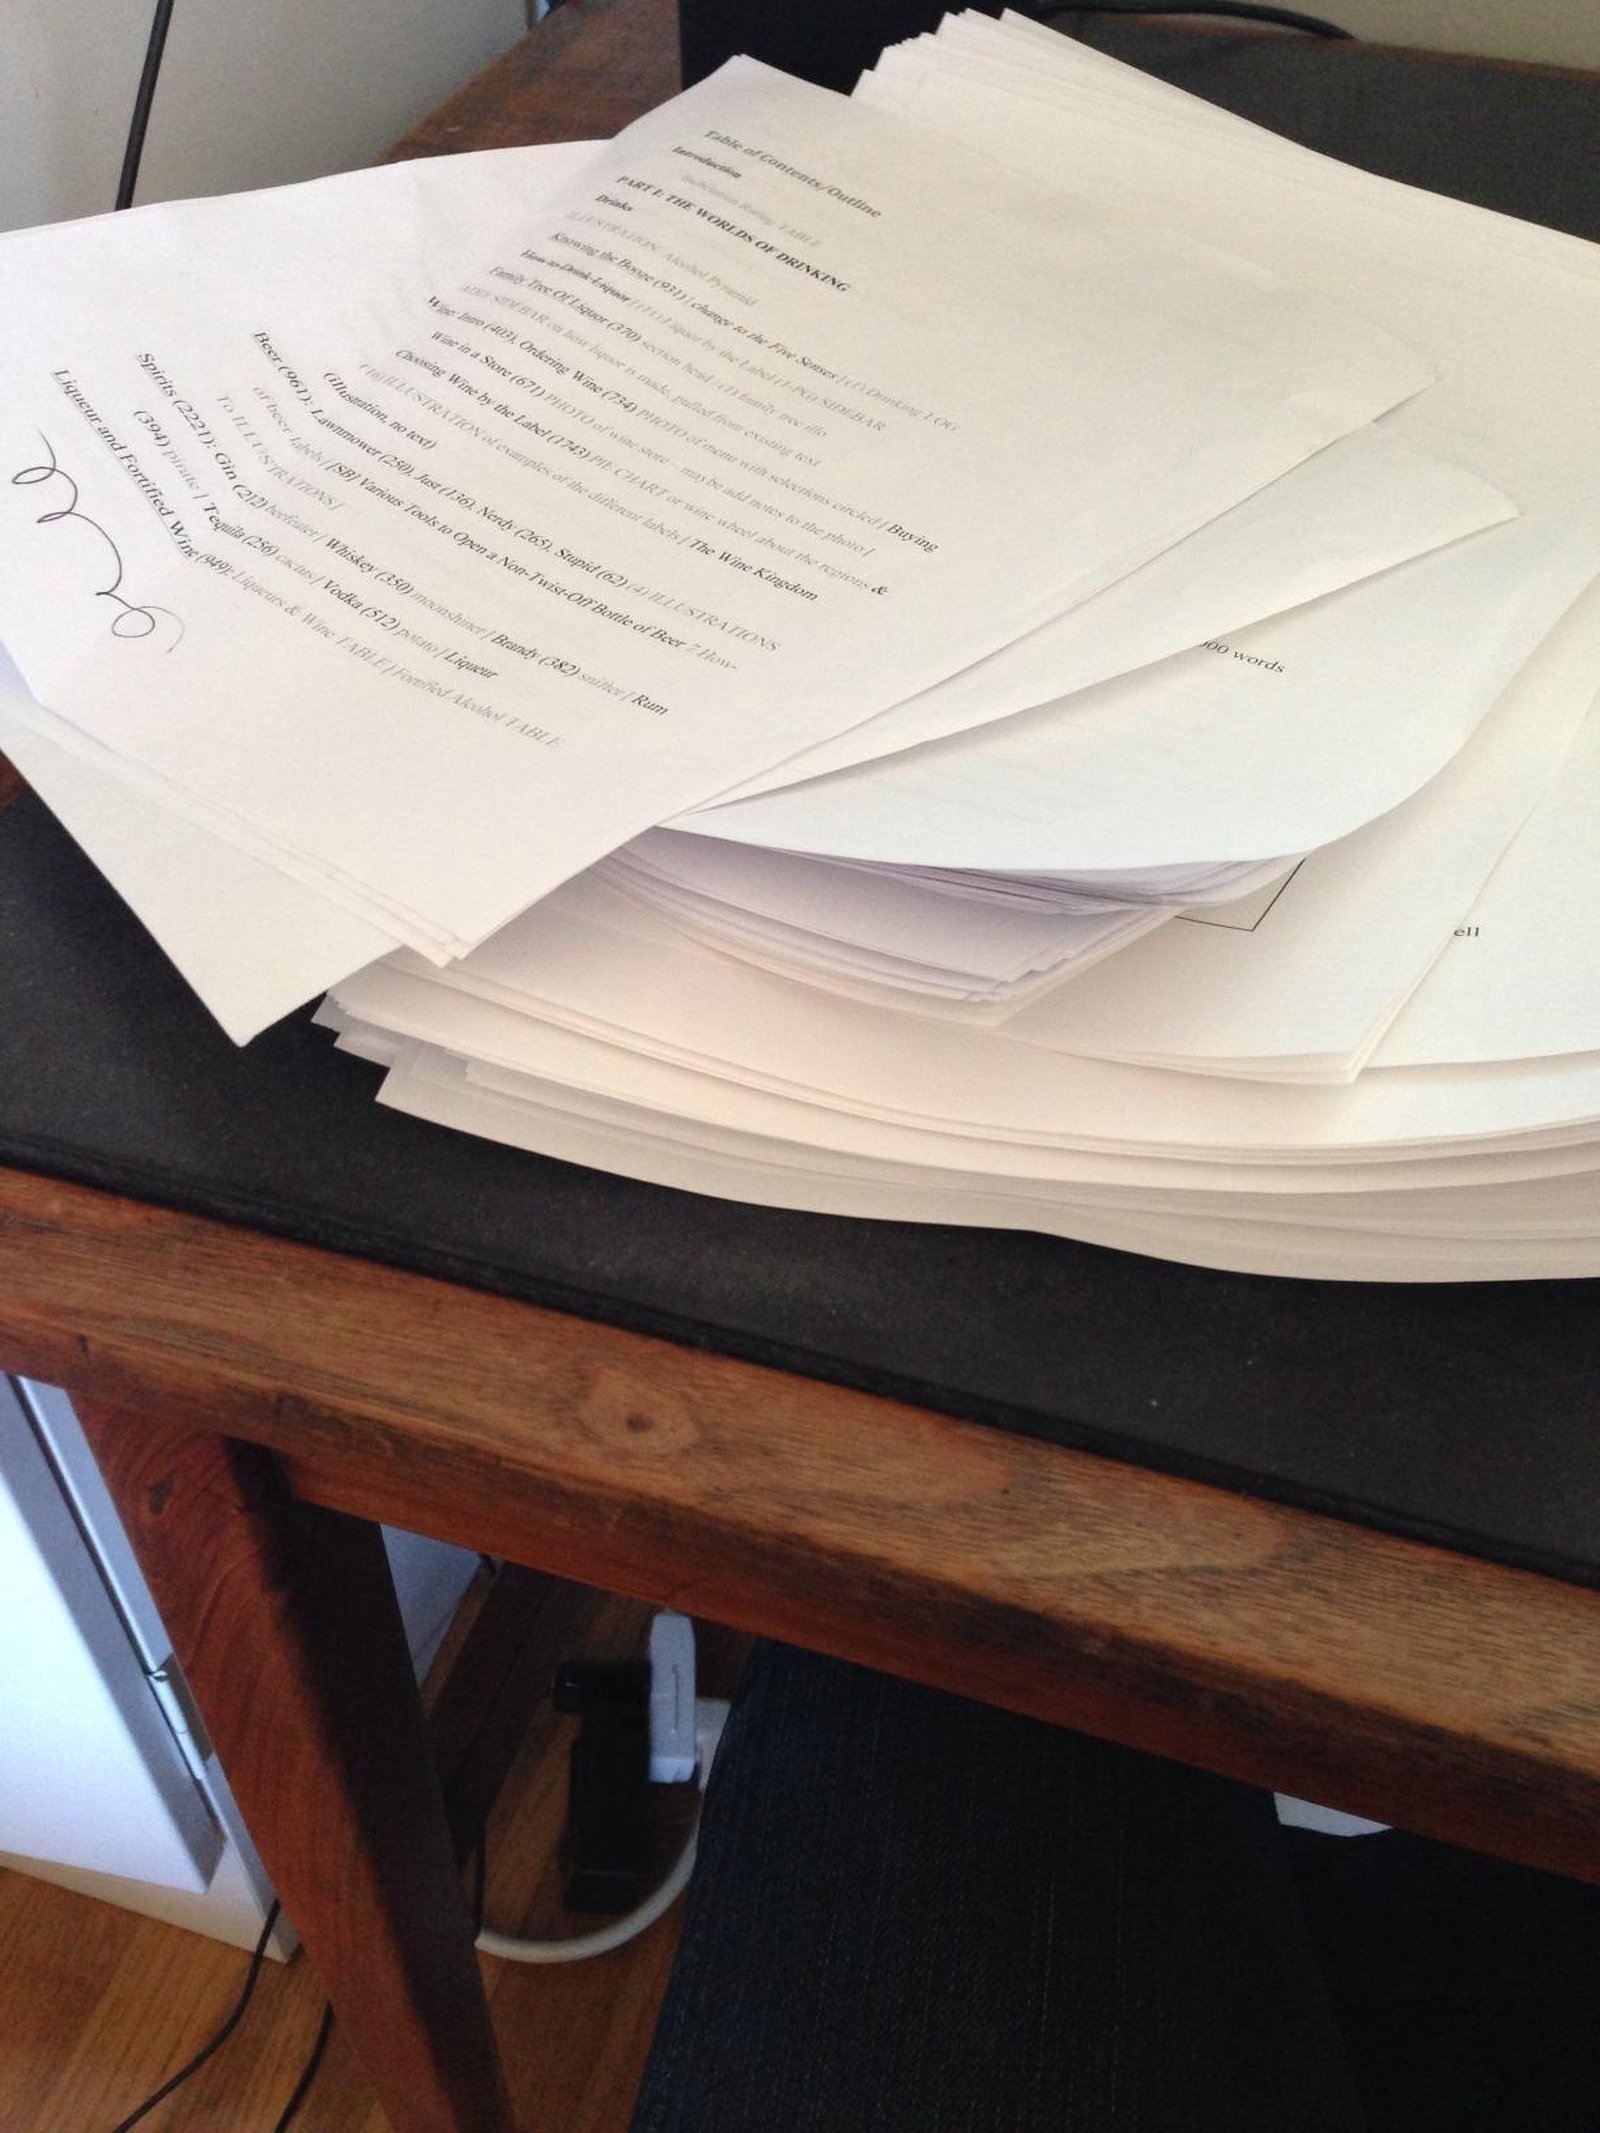 Table of Contents/Outline
Introduction
Inebriation Rating TABLE
PART I: THE WORLDS OF DRINKING
Drinks
ILLUSTRATION: Alcohol Pyramid
Knowing the Booze (931) | change to the Five Senses | (1) Drinking LOG
How to Drink Liquor | (1) Liquor by the Label (1-PG) SIDEBAR
Family Tree Of Liquor (370) section head - (1) family tree illo
ADD SIDEBAR on how liquor is made, pulled from existing text
Wine Intro (403), Ordering Wine (734) PHOTO of menu with selections circled | Buying
Wine in a Store (671) PHOTO of wine store - maybe add notes to the photo |
Choosing Wine by the Label (1743) PIE CHART or wine wheel about the regions &
(16) ILLUSTRATION of examples of the different labels | The Wine Kingdom
(illustration, no text)
Beer (961): Lawnmower (250), Just (136), Nerdy (265), Stupid (62) (4) ILLUSTRATIONS
of beer labels | [SB] Various Tools to Open a Non-Twist-Off Bottle of Beer 7 How-
To ILLUSTRATIONS |
Spirits (2221): Gin (212) beefeater | Whiskey (350) moonshiner | Brandy (382) snifter | Rum
(394) pirate | Tequila (256) cactus | Vodka (512) potato | Liqueur
Liqueur and Fortified Wine (949): Liqueurs & Wine TABLE | Fortified Alcohol TABLE
000 words
ell